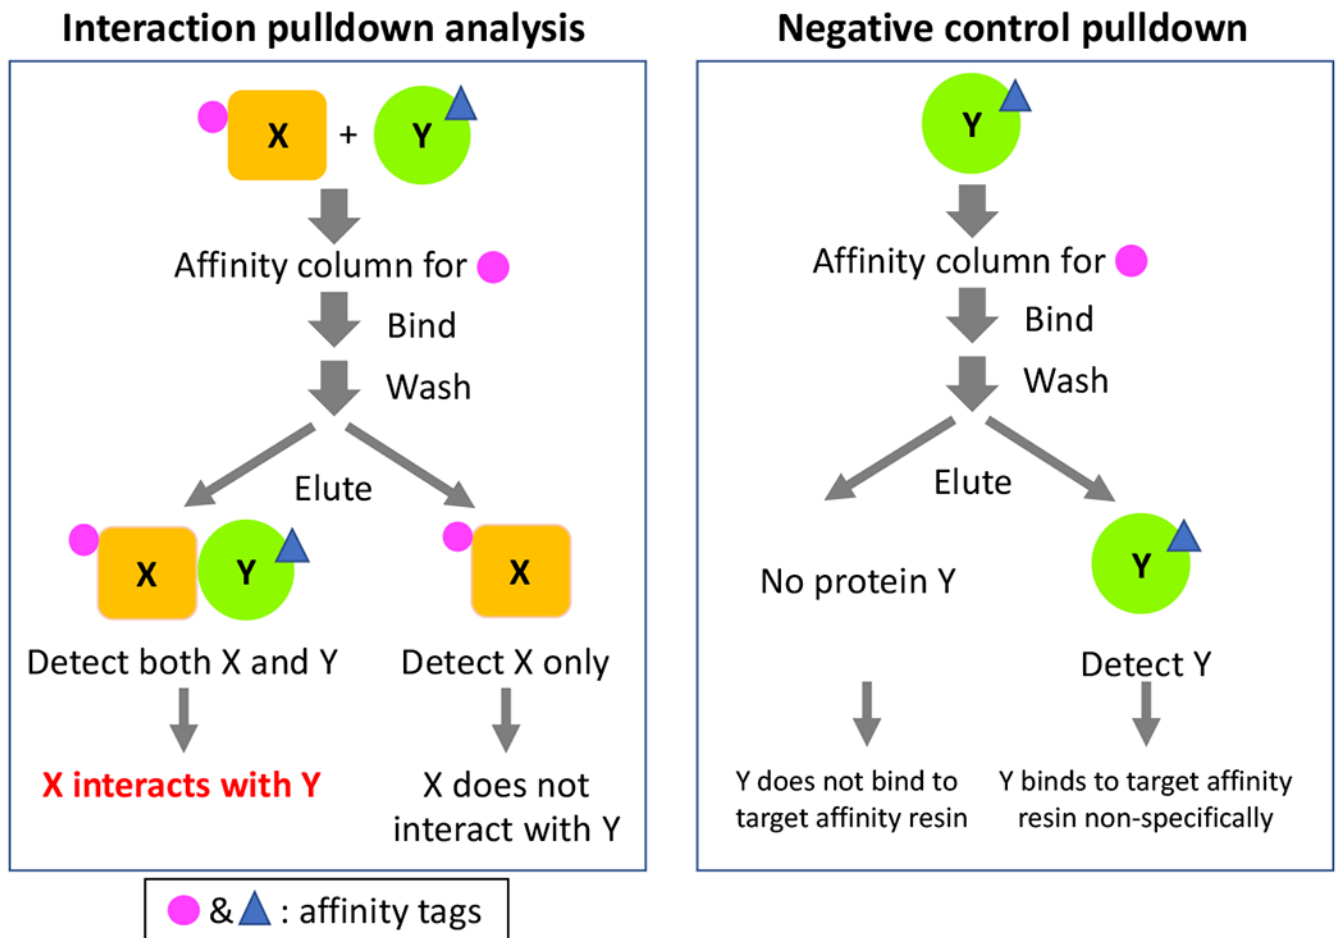 Interaction pulldown analysis
X + Y
Affinity column for
Bind
Wash
Elute
X Y
X
Detect both X and Y
Detect X only
X interacts with Y
X does not
interact with Y
Negative control pulldown
Y
Affinity column for
Bind
Wash
Elute
No protein Y
Y
Detect Y
Y does not bind to
target affinity resin
Y binds to target affinity
resin non-specifically
& : affinity tags